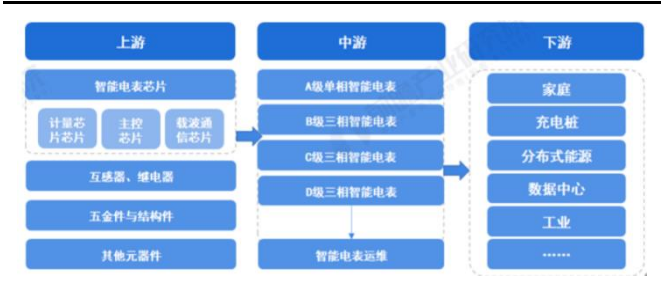 上游
智能电表芯片
计量芯
片芯片
主控
芯片
载波通
信芯片
互感器、继电器
五金件与结构件
其他元器件
中游
A级单相智能电表
B级三相智能电表
C级三相智能电表
D级三相智能电表
智能电表运维
下游
家庭
充电桩
分布式能源
数据中心
工业
……